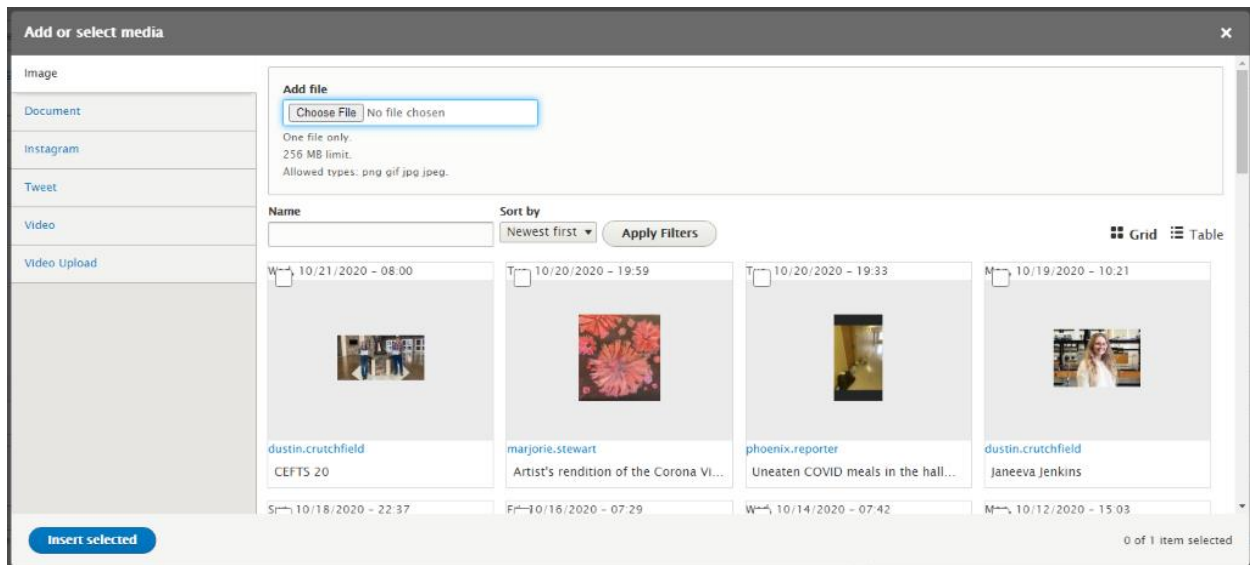 Add or select media
×
Image
Document
Instagram
Tweet
Video
Video Upload
Add file
Choose File No file chosen
One file only.
256 MB limit.
Allowed types: png gif jpg jpeg.
Name
Sort by
Newest first
Apply Filters
Grid
Table
10/21/2020 - 08:00
10/20/2020 - 19:59
10/20/2020 - 19:33
10/19/2020 - 10:21
dustin.crutchfield
marjorie.stewart
phoenix.reporter
dustin.crutchfield
CEFTS 20
Artist's rendition of the Corona Vi...
Uneaten COVID meals in the hall...
Janeeva Jenkins
10/18/2020 - 22:37
10/16/2020 - 07:29
10/14/2020 - 07:42
10/12/2020 - 15:03
Insert selected
0 of 1 item selected